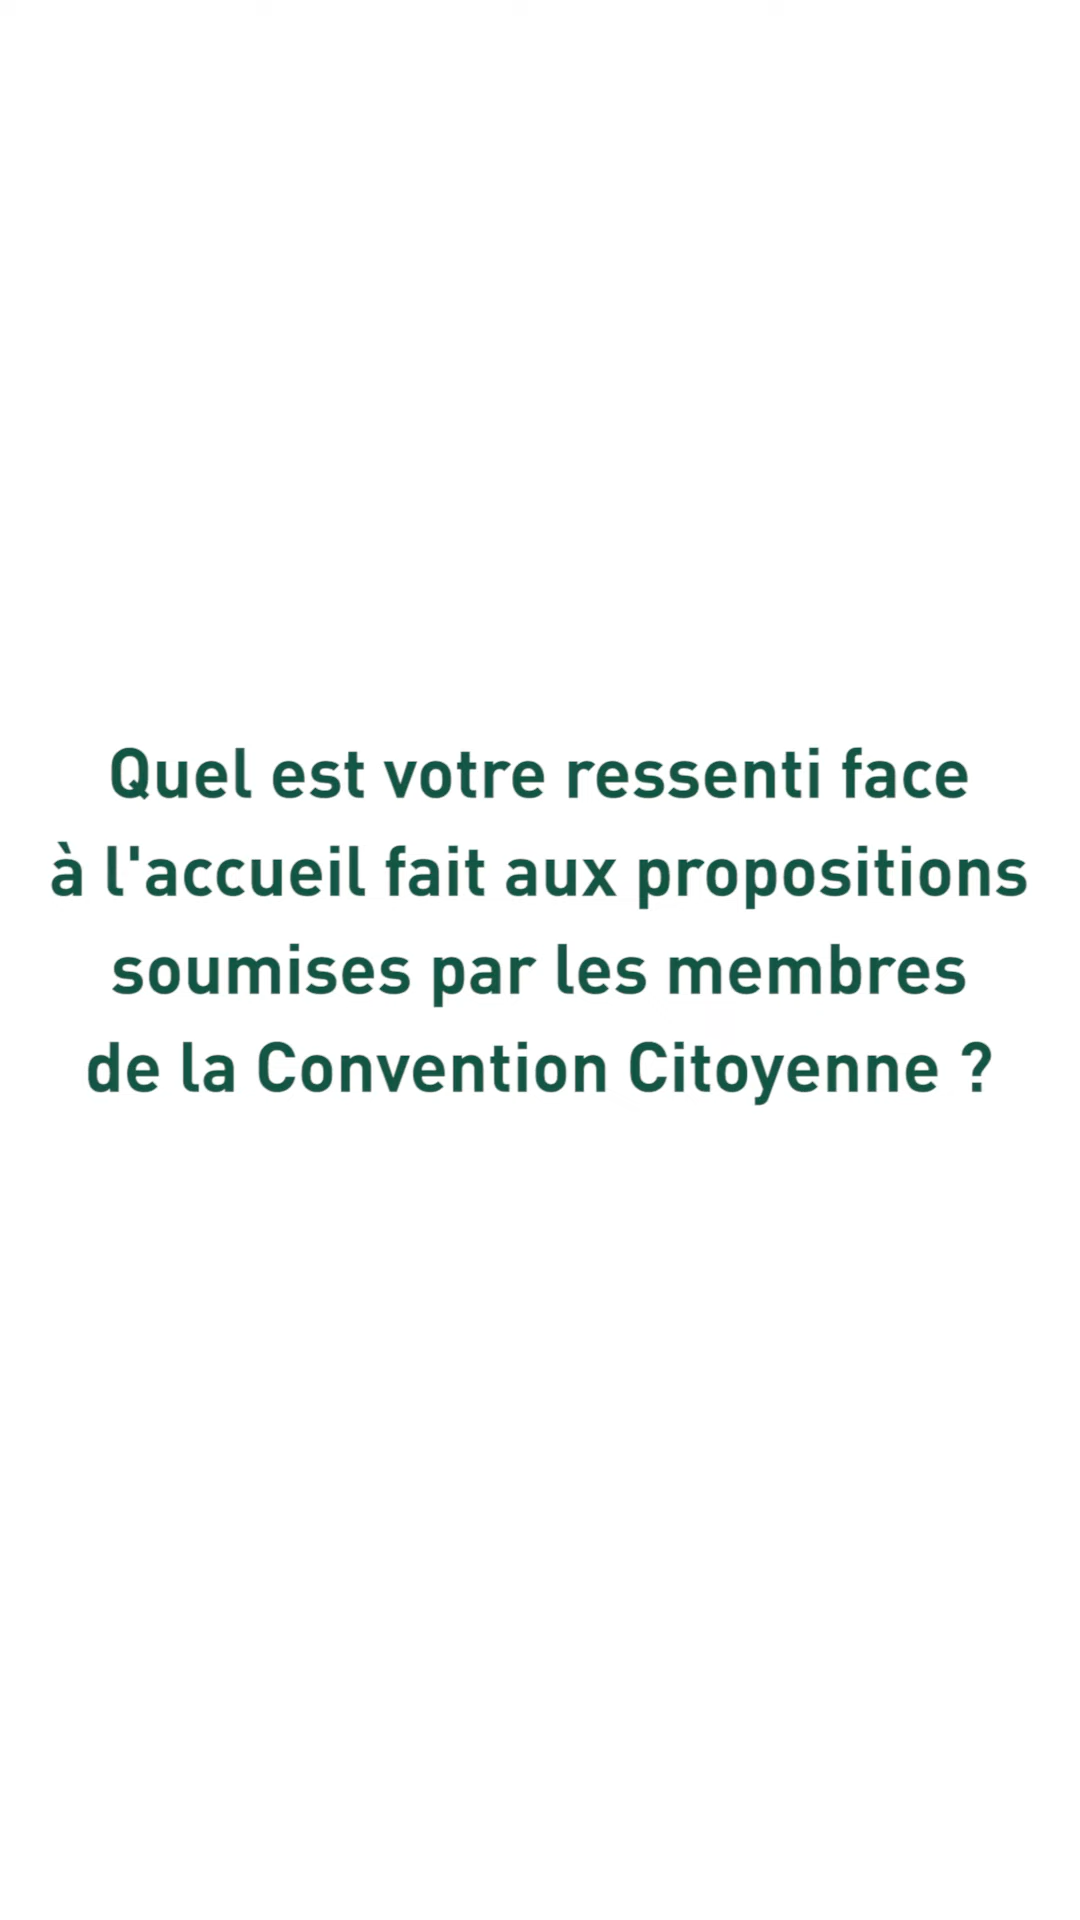 Quel est votre ressenti face
à l'accueil fait aux propositions
soumises par les membres
de la Convention Citoyenne ?